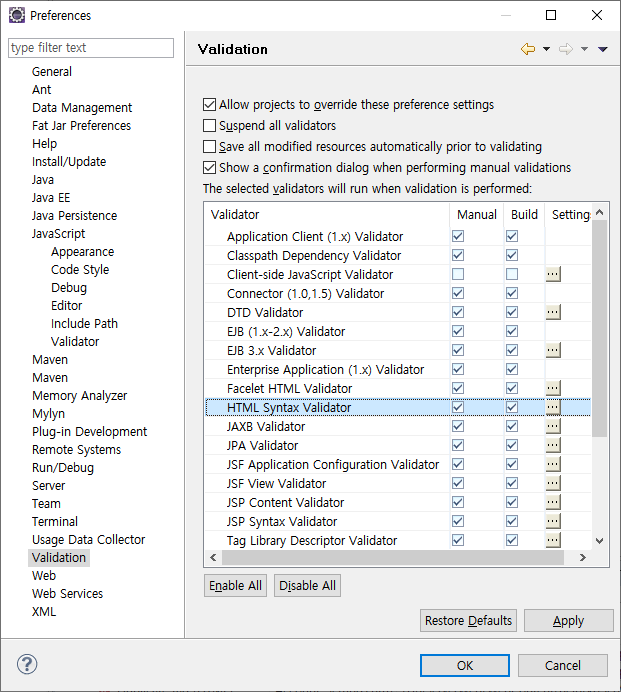 Preferences
type filter text
General
Ant
Data Management
Fat Jar Preferences
Help
Install/Update
Java
Java EE
Java Persistence
JavaScript
Appearance
Code Style
Debug
Editor
Include Path
Validator
Maven
Maven
Memory Analyzer
Mylyn
Plug-in Development
Remote Systems
Run/Debug
Server
Team
Terminal
Usage Data Collector
Validation
Web
Web Services
XML
Validation
Allow projects to override these preference settings
Suspend all validators
Save all modified resources automatically prior to validating
Show a confirmation dialog when performing manual validations
The selected validators will run when validation is performed:
Validator Manual Build Setting
Application Client (1.x) Validator
Classpath Dependency Validator
Client-side JavaScript Validator ...
Connector (1.0,1.5) Validator
DTD Validator ...
EJB (1.x-2.x) Validator
EJB 3.x Validator ...
Enterprise Application (1.x) Validator
Facelet HTML Validator ...
HTML Syntax Validator ...
JAXB Validator ...
JPA Validator ...
JSF Application Configuration Validator ...
JSF View Validator ...
JSP Content Validator ...
JSP Syntax Validator ...
Tag Library Descriptor Validator ...
Enable All Disable All
Restore Defaults Apply
? OK Cancel